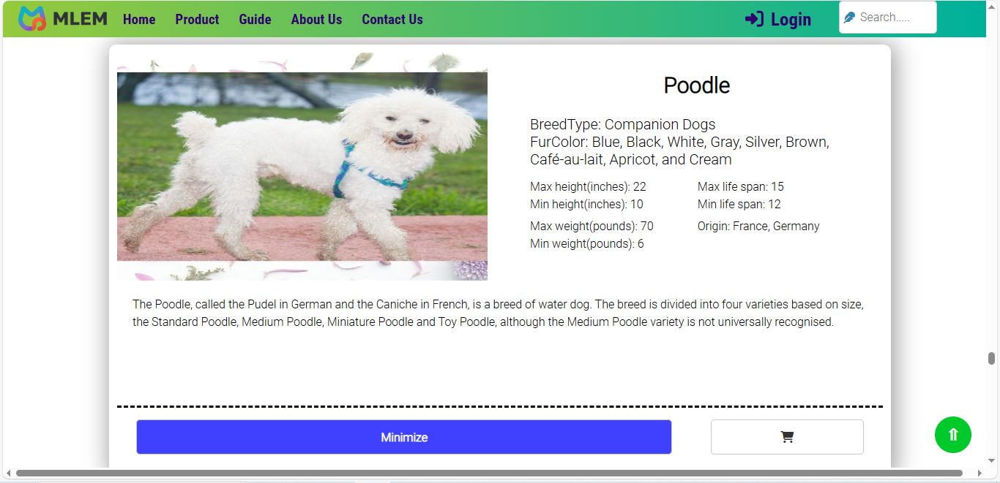 MLEM Home Product Guide About Us Contact Us Login Search.....
Poodle
BreedType: Companion Dogs
FurColor: Blue, Black, White, Gray, Silver, Brown,
Café-au-lait, Apricot, and Cream
Max height(inches): 22 Max life span: 15
Min height(inches): 10 Min life span: 12
Max weight(pounds): 70 Origin: France, Germany
Min weight(pounds): 6
The Poodle, called the Pudel in German and the Caniche in French, is a breed of water dog. The breed is divided into four varieties based on size,
the Standard Poodle, Medium Poodle, Miniature Poodle and Toy Poodle, although the Medium Poodle variety is not universally recognised.
Minimize